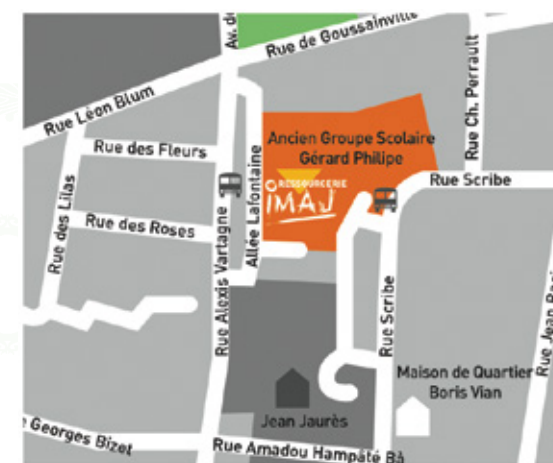 Av. de
Rue de Goussainville
Rue Léon Blum
Rue Ch. Perrault
Ancien Groupe Scolaire
Gérard Philipe
Rue des Fleurs
RESSOURCERIE
iMAJ
Rue Scribe
Rue des Lilas
Allée Lafontaine
Rue des Roses
Rue Alexis Vartagne
Rue Scribe
Rue Jean
Maison de Quartier
Boris Vian
Jean Jaurès
Georges Bizet
Rue Amadou Hampâté Bâ